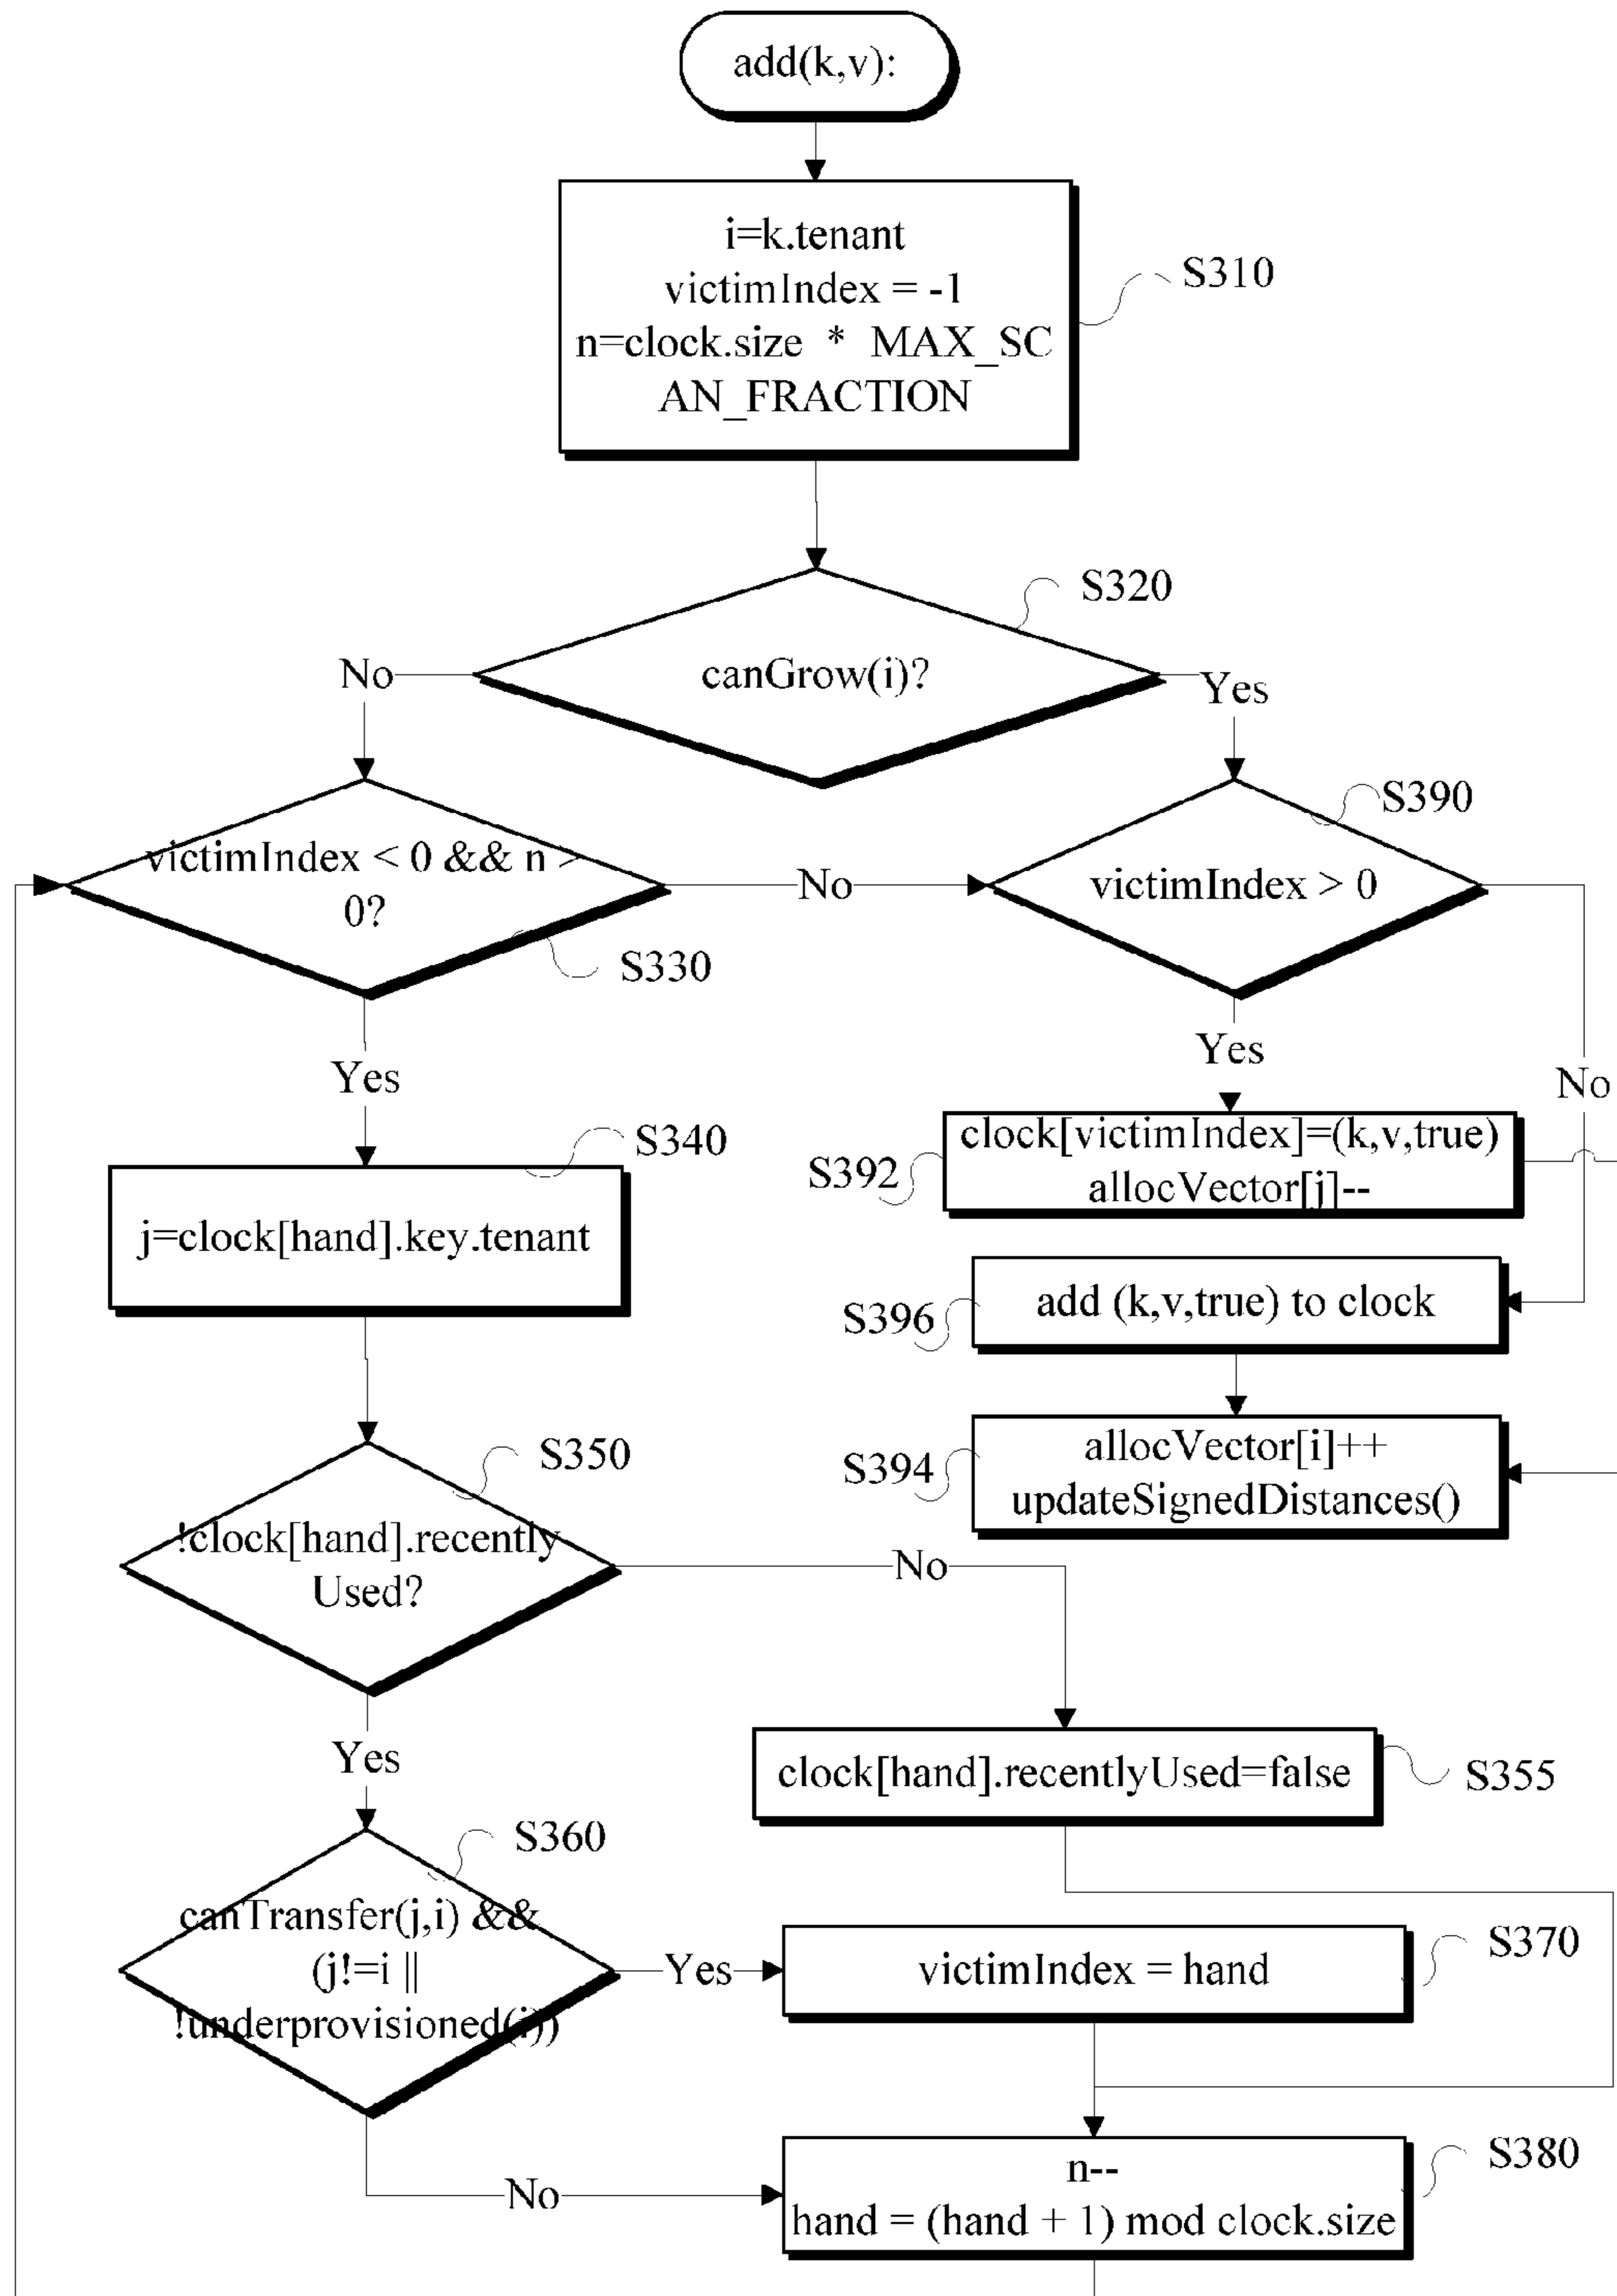 add(k,v):
i=k.tenant
victimIndex = -1
n=clock.size * MAX_SC
AN_FRACTION
S310
canGrow(i)?
S320
No
Yes
victimIndex < 0 && n >
0?
S330
No
victimIndex > 0
S390
Yes
Yes
No
clock[victimIndex]=(k,v,true)
allocVector[j]--
S392
j=clock[hand].key.tenant
S340
add (k,v,true) to clock
S396
allocVector[i]++
updateSignedDistances()
S394
!clock[hand].recently
Used?
S350
No
Yes
clock[hand].recentlyUsed=false
S355
canTransfer(j,i) &&
(j!=i ||
!underprovisioned(i))
S360
Yes
victimIndex = hand
S370
No
n--
hand = (hand + 1) mod clock.size
S380